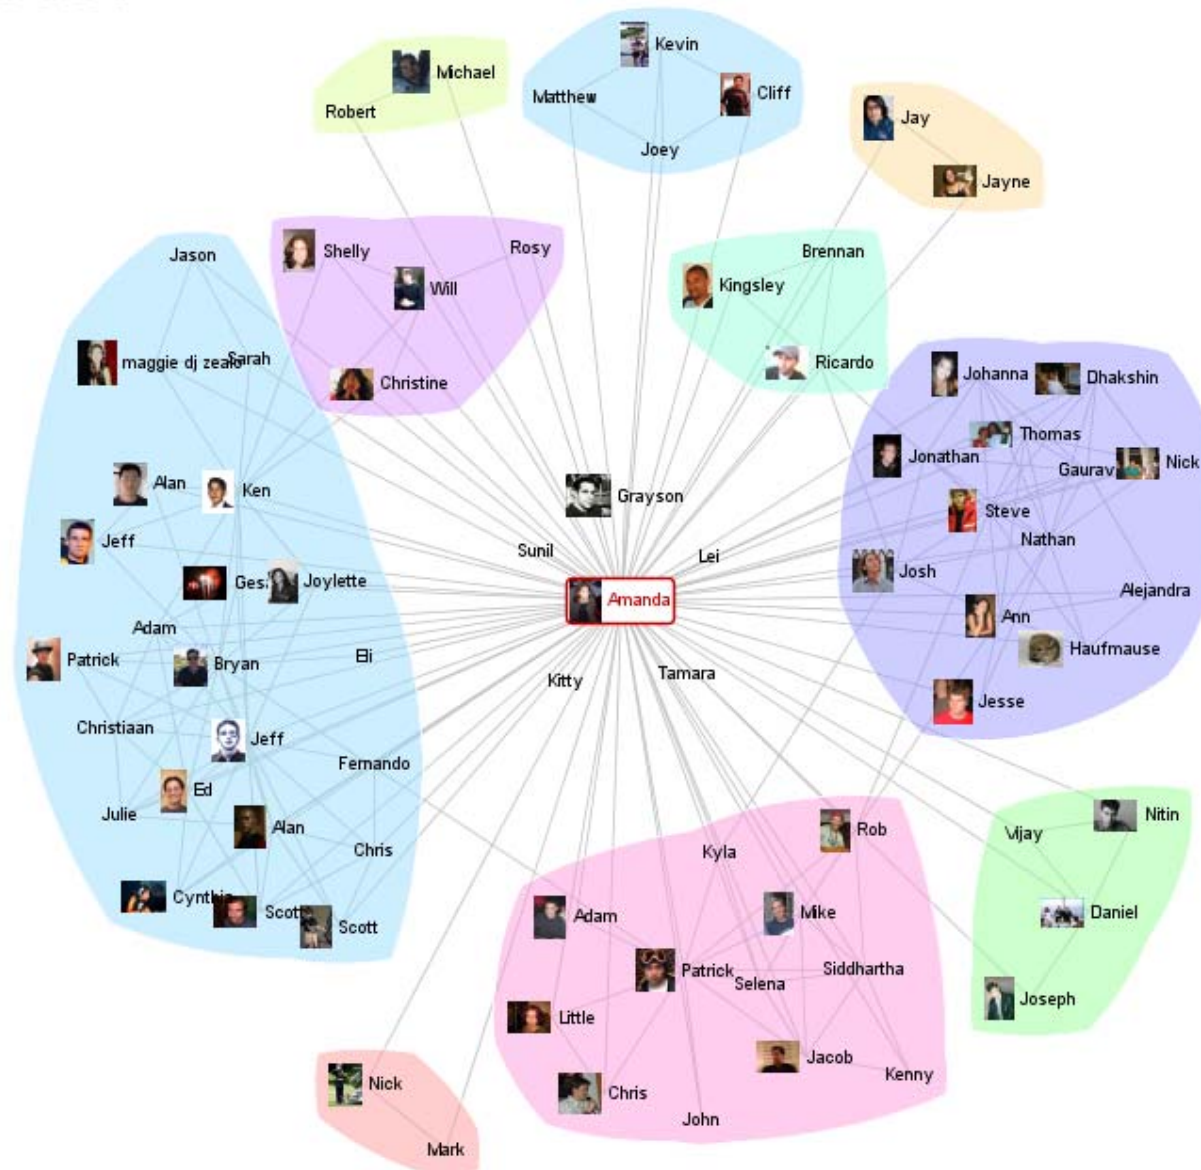 Kevin
Michael
Matthew
Cliff
Robert
Jay
Joey
Jayne
Rosy
Shelly
Brennan
Jason
Will
Kingsley
maggie dj zealo
Sarah
Ricardo
Christine
Johanna
Dhakshin
Thomas
Jonathan
Gaurav
Nick
Alan
Ken
Grayson
Steve
Jeff
Nathan
Sunil
Lei
Josh
Ges
Joylette
Alejandra
Amanda
Ann
Adam
Haufmause
Eli
Patrick
Bryan
Kitty
Tamara
Jesse
Christiaan
Jeff
Fernando
Ed
Julie
Nitin
Alan
Rob
Vijay
Chris
Kyla
Cynthia
Scott
Adam
Mike
Daniel
Scott
Patrick
Siddhartha
Selena
Joseph
Little
Jacob
Kenny
Nick
Chris
John
Mark